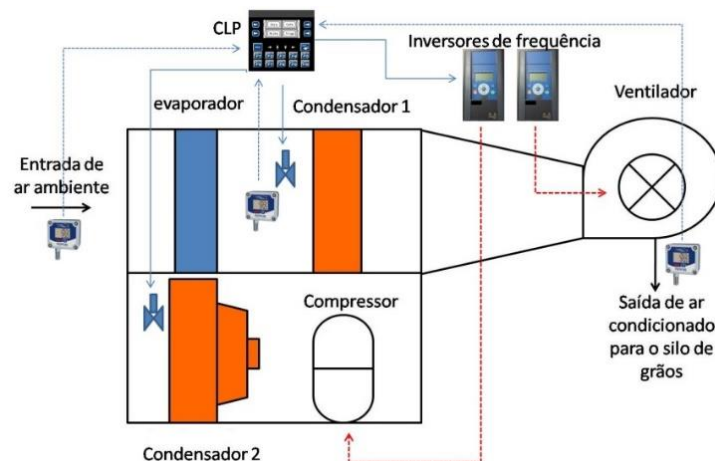 CLP
Inversores de frequência
Ventilador
evaporador
Condensador 1
Entrada de
ar ambiente
Compressor
Saída de ar
condicionado
para o silo de
grãos
Condensador 2